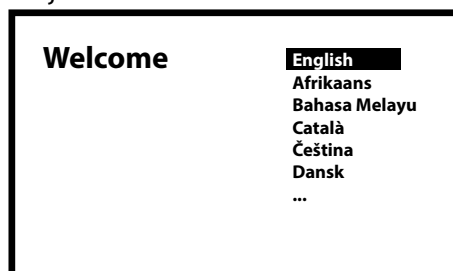 Welcome
English
Afrikaans
Bahasa Melayu
Català
Čeština
Dansk
...